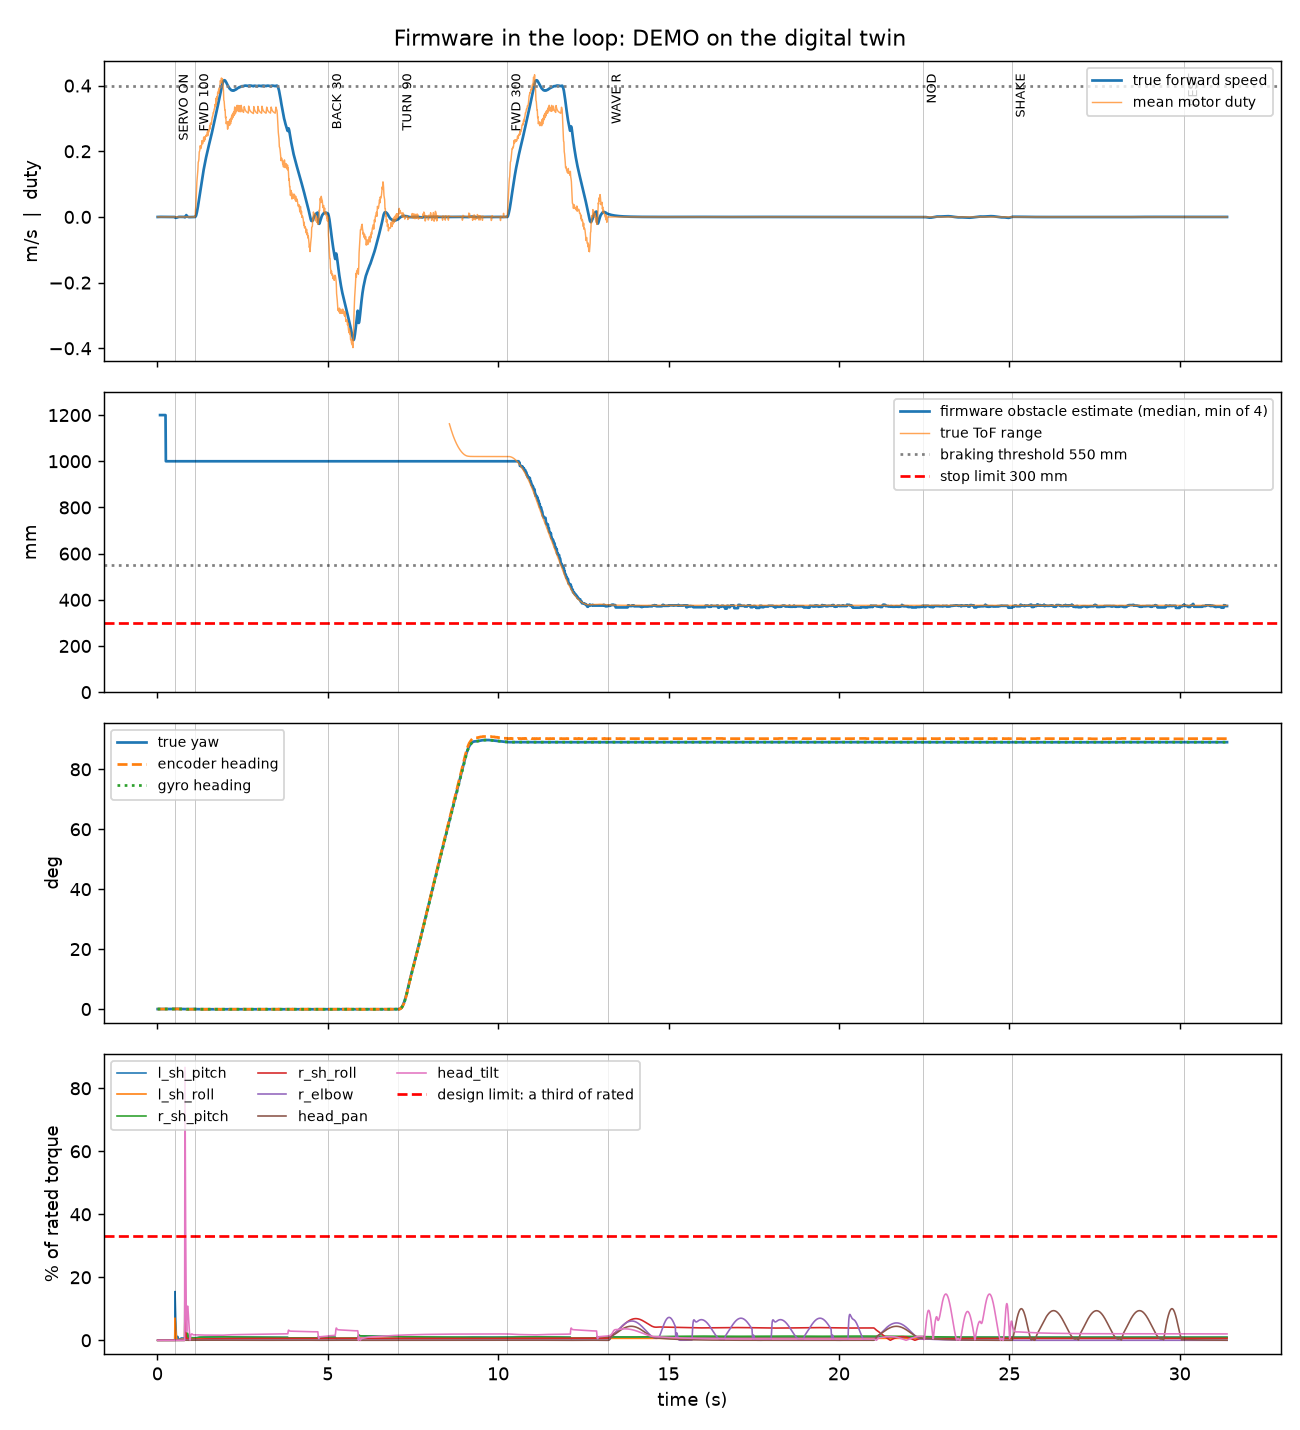 Firmware in the loop: DEMO on the digital twin
m/s | duty
0.4
0.2
0.0
−0.2
−0.4
SERVO ON
FWD 100
BACK 30
TURN 90
FWD 300
WAVE R
NOD
SHAKE
true forward speed
mean motor duty
mm
1200
1000
800
600
400
200
0
firmware obstacle estimate (median, min of 4)
true ToF range
braking threshold 550 mm
stop limit 300 mm
deg
80
60
40
20
0
true yaw
encoder heading
gyro heading
% of rated torque
80
60
40
20
0
l_sh_pitch
l_sh_roll
r_sh_pitch
r_sh_roll
r_elbow
head_pan
head_tilt
design limit: a third of rated
0 5 10 15 20 25 30
time (s)